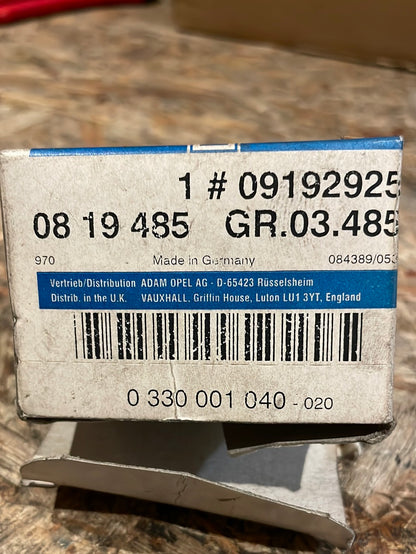 1 # 09192925
08 19 485 GR.03.485
970 Made in Germany 084389/053
Vertrieb/Distribution ADAM OPEL AG - D-65423 Rüsselsheim
Distrib. in the U.K. VAUXHALL. Griffin House, Luton LU1 3YT, England
0 330 001 040 - 020